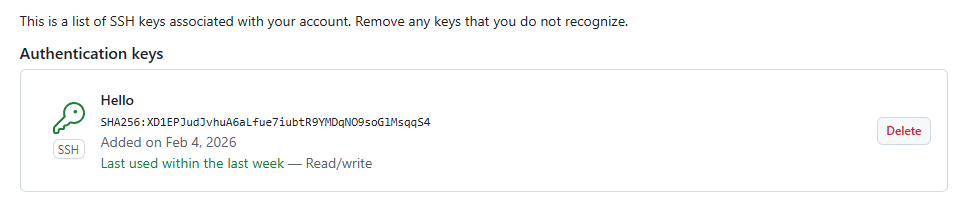 This is a list of SSH keys associated with your account. Remove any keys that you do not recognize.
Authentication keys
Hello
SHA256:XD1EPJudJvhuA6aLfue7iubtR9YMDqNO9soG1MsqqS4
Added on Feb 4, 2026
SSH
Last used within the last week — Read/write
Delete